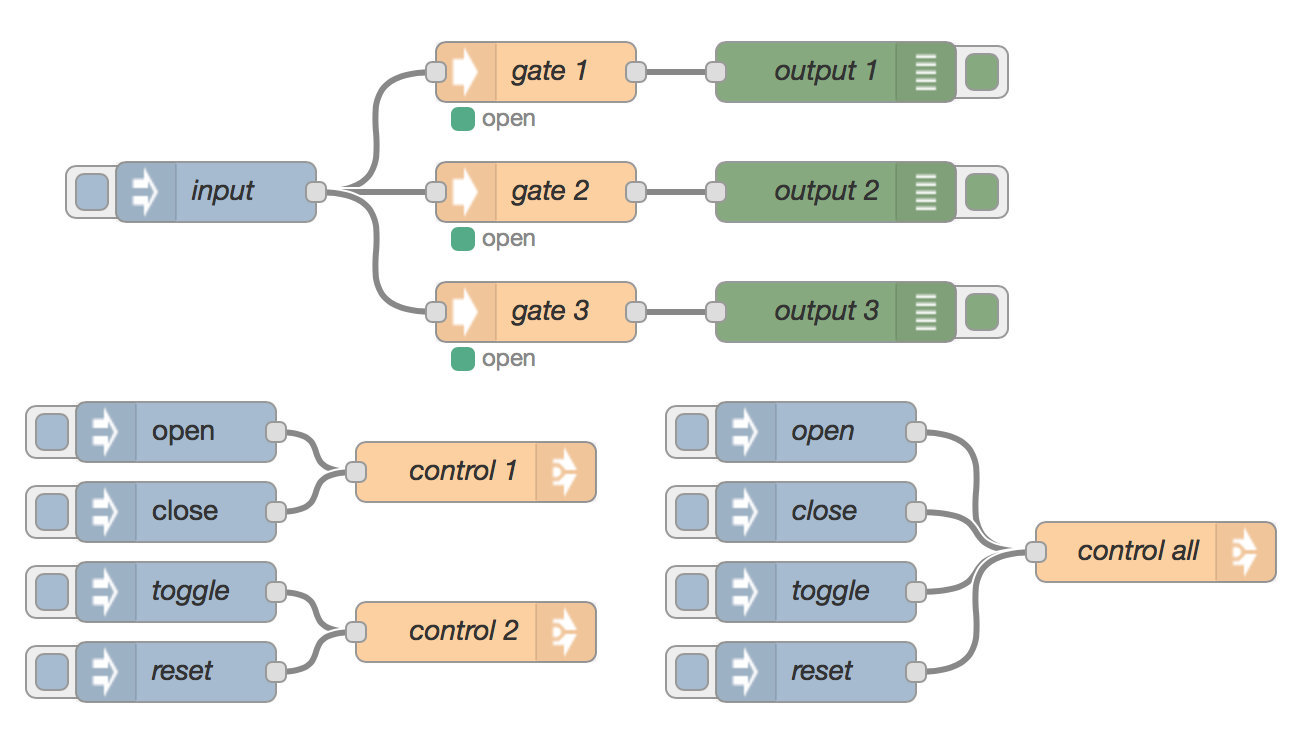 gate 1
output 1
open
input
gate 2
output 2
open
gate 3
output 3
open
open
close
control 1
toggle
reset
control 2
open
close
toggle
reset
control all